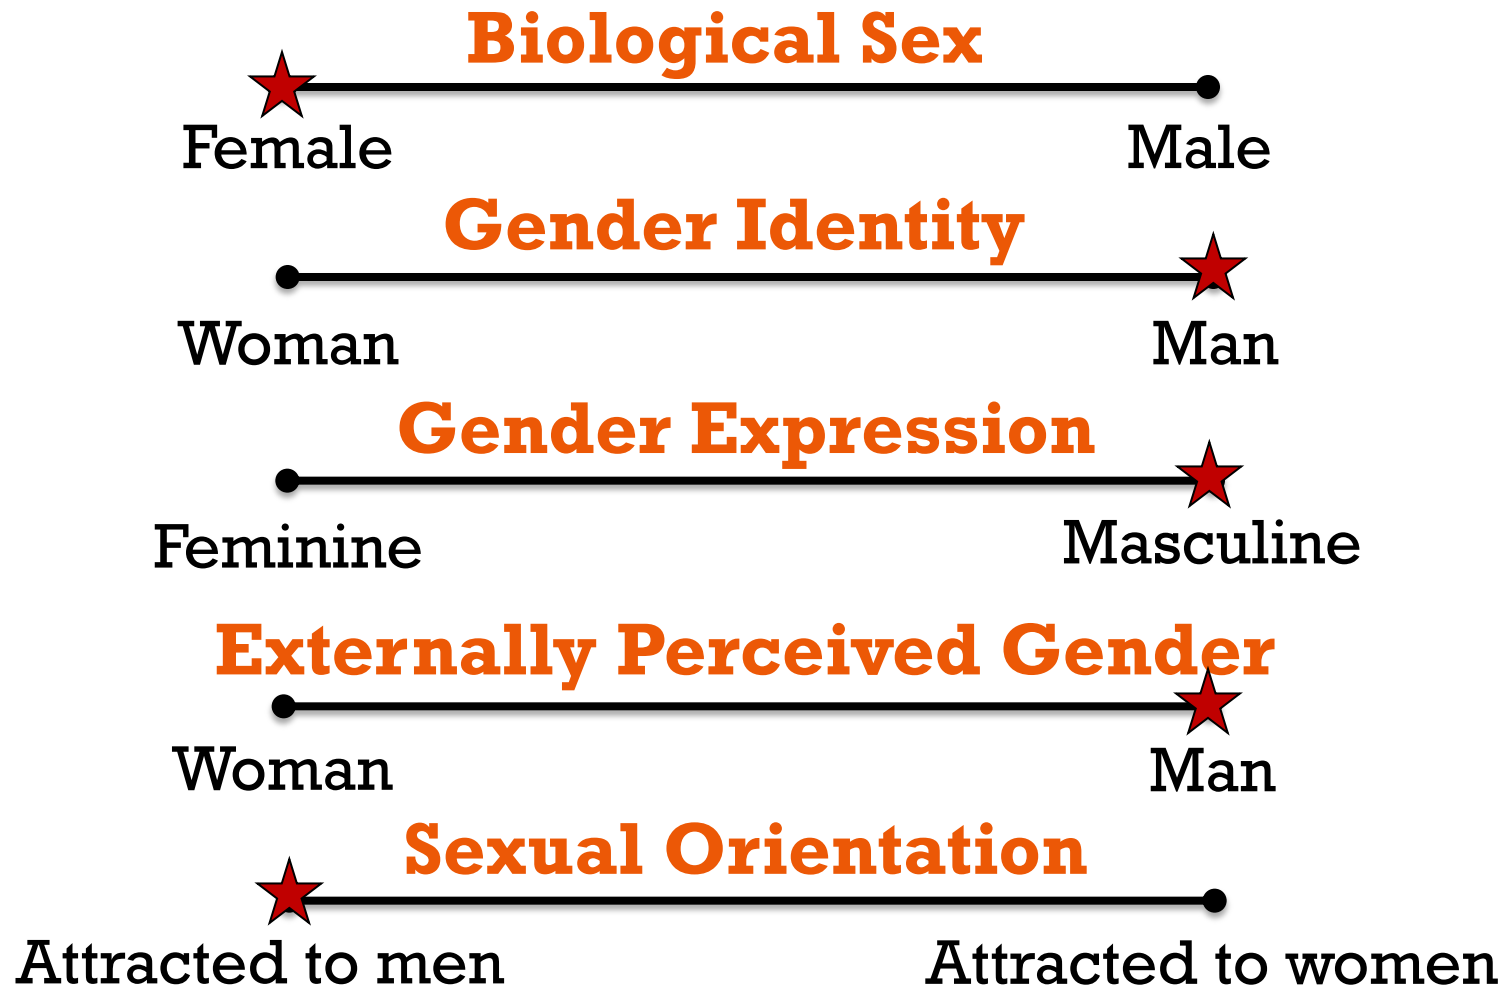 Biological Sex
Female Male
Gender Identity
Woman Man
Gender Expression
Feminine Masculine
Externally Perceived Gender
Woman Man
Sexual Orientation
Attracted to men Attracted to women